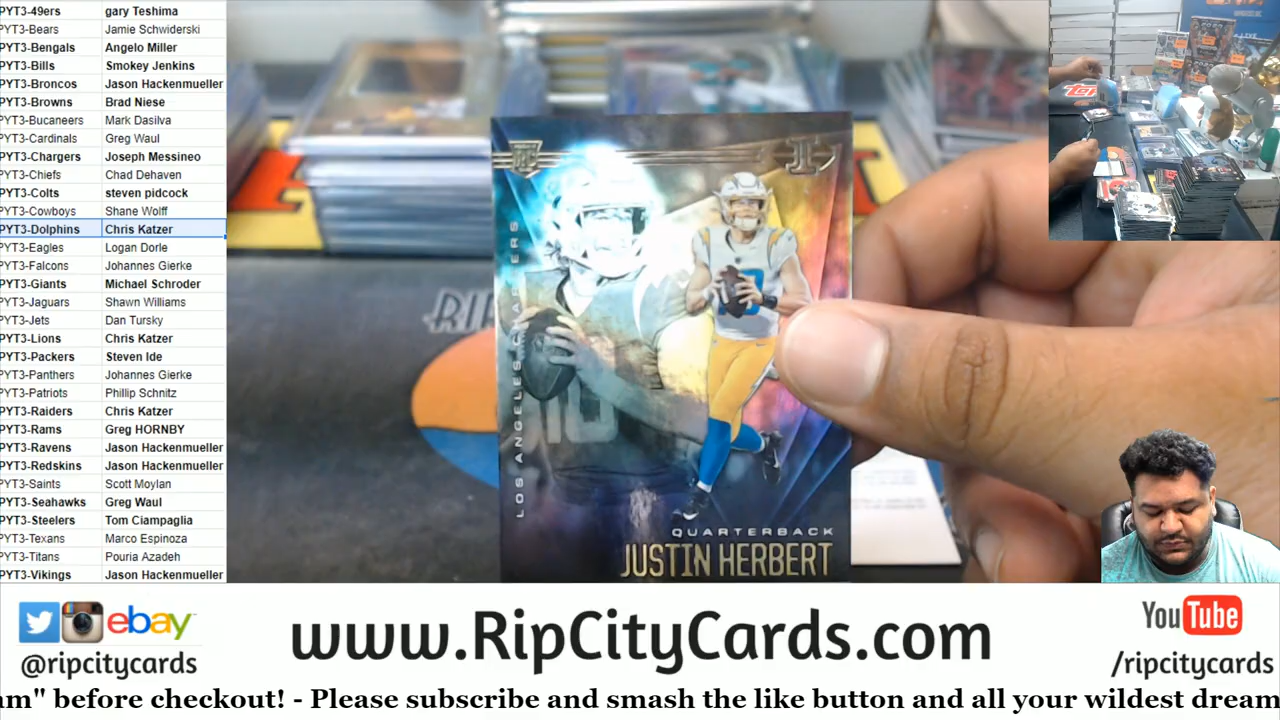 PYT3-49ers gary Teshima
PYT3-Bears Jamie Schwiderski
PYT3-Bengals Angelo Miller
PYT3-Bills Smokey Jenkins
PYT3-Broncos Jason Hackenmueller
PYT3-Browns Brad Niese
PYT3-Bucaneers Mark Dasilva
PYT3-Cardinals Greg Waul
PYT3-Chargers Joseph Messineo
PYT3-Chiefs Chad Dehaven
PYT3-Colts steven pidcock
PYT3-Cowboys Shane Wolff
PYT3-Dolphins Chris Katzer
PYT3-Eagles Logan Dorle
PYT3-Falcons Johannes Gierke
PYT3-Giants Michael Schroder
PYT3-Jaguars Shawn Williams
PYT3-Jets Dan Tursky
PYT3-Lions Chris Katzer
PYT3-Packers Steven Ide
PYT3-Panthers Johannes Gierke
PYT3-Patriots Phillip Schnitz
PYT3-Raiders Chris Katzer
PYT3-Rams Greg HORNBY
PYT3-Ravens Jason Hackenmueller
PYT3-Redskins Jason Hackenmueller
PYT3-Saints Scott Moylan
PYT3-Seahawks Greg Waul
PYT3-Steelers Tom Ciampaglia
PYT3-Texans Marco Espinoza
PYT3-Titans Pouria Azadeh
PYT3-Vikings Jason Hackenmueller
RC
LOS ANGELES CHARGERS
QUARTERBACK
JUSTIN HERBERT
RIP
ebay
@ripcitycards
www.RipCityCards.com
YouTube
/ripcitycards
am" before checkout! - Please subscribe and smash the like button and all your wildest dream